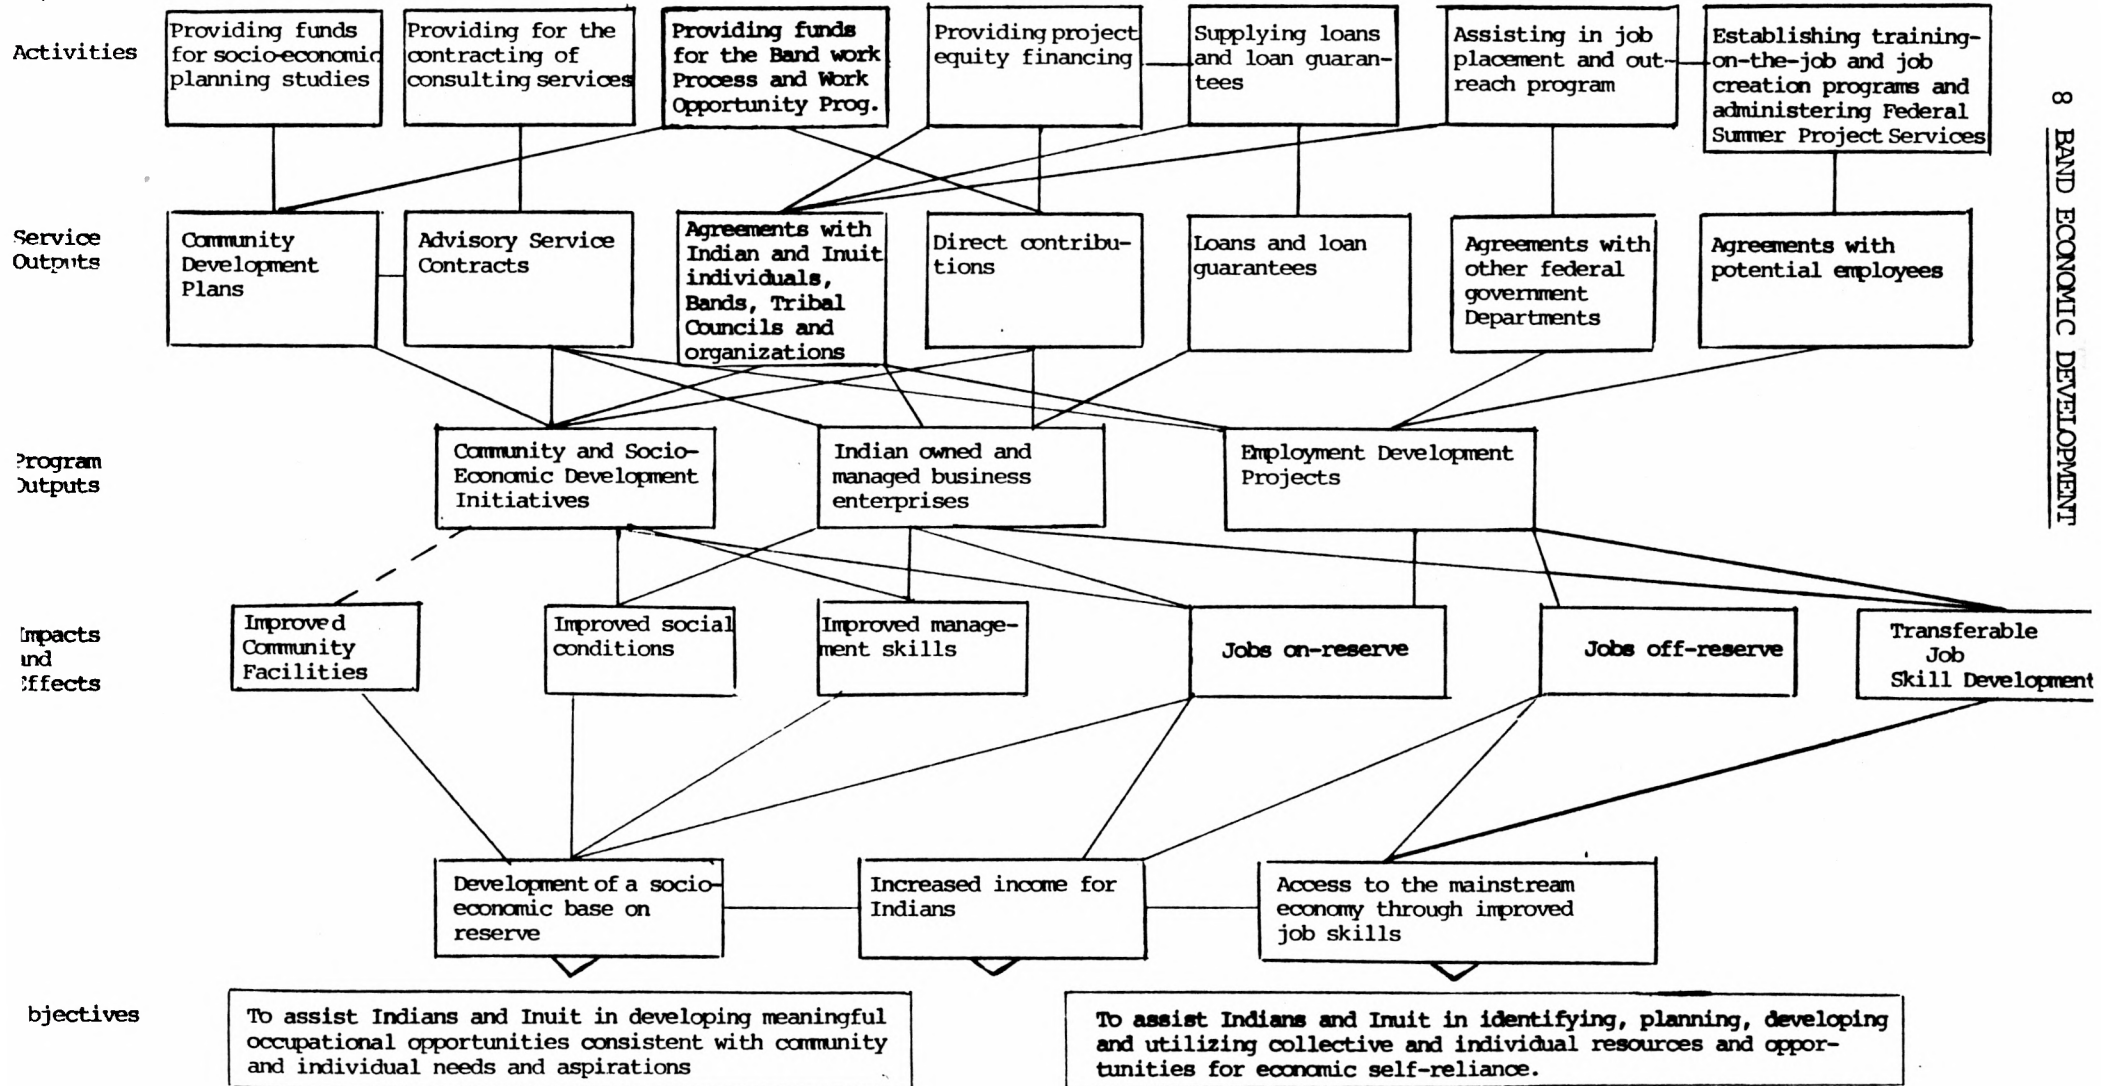 Activities
Providing funds
for socio-economic
planning studies
Providing for the
contracting of
consulting services
Providing funds
for the Band work
Process and Work
Opportunity Prog.
Providing project
equity financing
Supplying loans
and loan guaran-
tees
Assisting in job
placement and out-
reach program
Establishing training-
on-the-job and job
creation programs and
administering Federal
Summer Project Services
8 BAND ECONOMIC DEVELOPMENT
Service
Outputs
Community
Development
Plans
Advisory Service
Contracts
Agreements with
Indian and Inuit
individuals,
Bands, Tribal
Councils and
organizations
Direct contribu-
tions
Loans and loan
guarantees
Agreements with
other federal
government
Departments
Agreements with
potential employees
Program
Outputs
Community and Socio-
Economic Development
Initiatives
Indian owned and
managed business
enterprises
Employment Development
Projects
Impacts
and
Effects
Improved
Community
Facilities
Improved social
conditions
Improved manage-
ment skills
Jobs on-reserve
Jobs off-reserve
Transferable
Job
Skill Development
Development of a socio-
economic base on
reserve
Increased income for
Indians
Access to the mainstream
economy through improved
job skills
bjectives
To assist Indians and Inuit in developing meaningful
occupational opportunities consistent with community
and individual needs and aspirations
To assist Indians and Inuit in identifying, planning, developing
and utilizing collective and individual resources and oppor-
tunities for economic self-reliance.